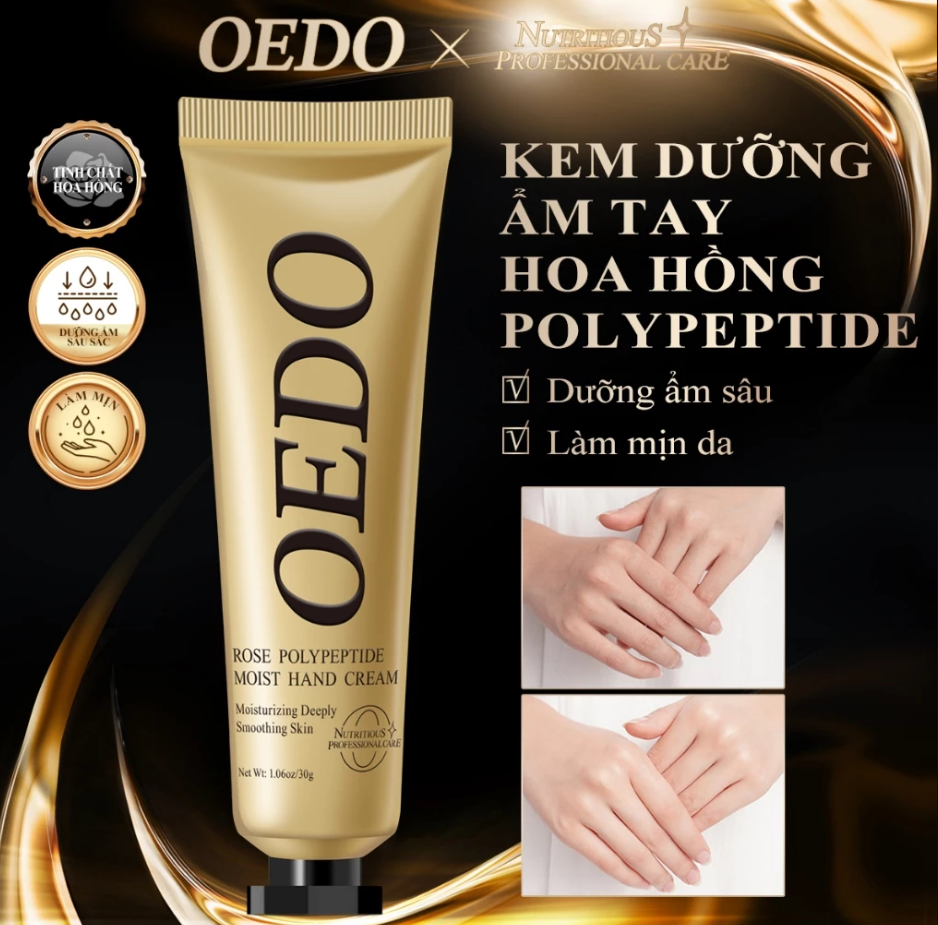 OEDO × NUTRITIOUS
PROFESSIONAL CARE
TINH CHẤT
HOA HỒNG
DƯỠNG ẨM
SÂU SẮC
LÀM MỊN
KEM DƯỠNG
ẨM TAY
HOA HỒNG
POLYPEPTIDE
Dưỡng ẩm sâu
Làm mịn da
OEDO
ROSE POLYPEPTIDE
MOIST HAND CREAM
Moisturizing Deeply
Smoothing Skin
NUTRITIOUS
PROFESSIONAL CARE
Net Wt: 1.06oz/30g